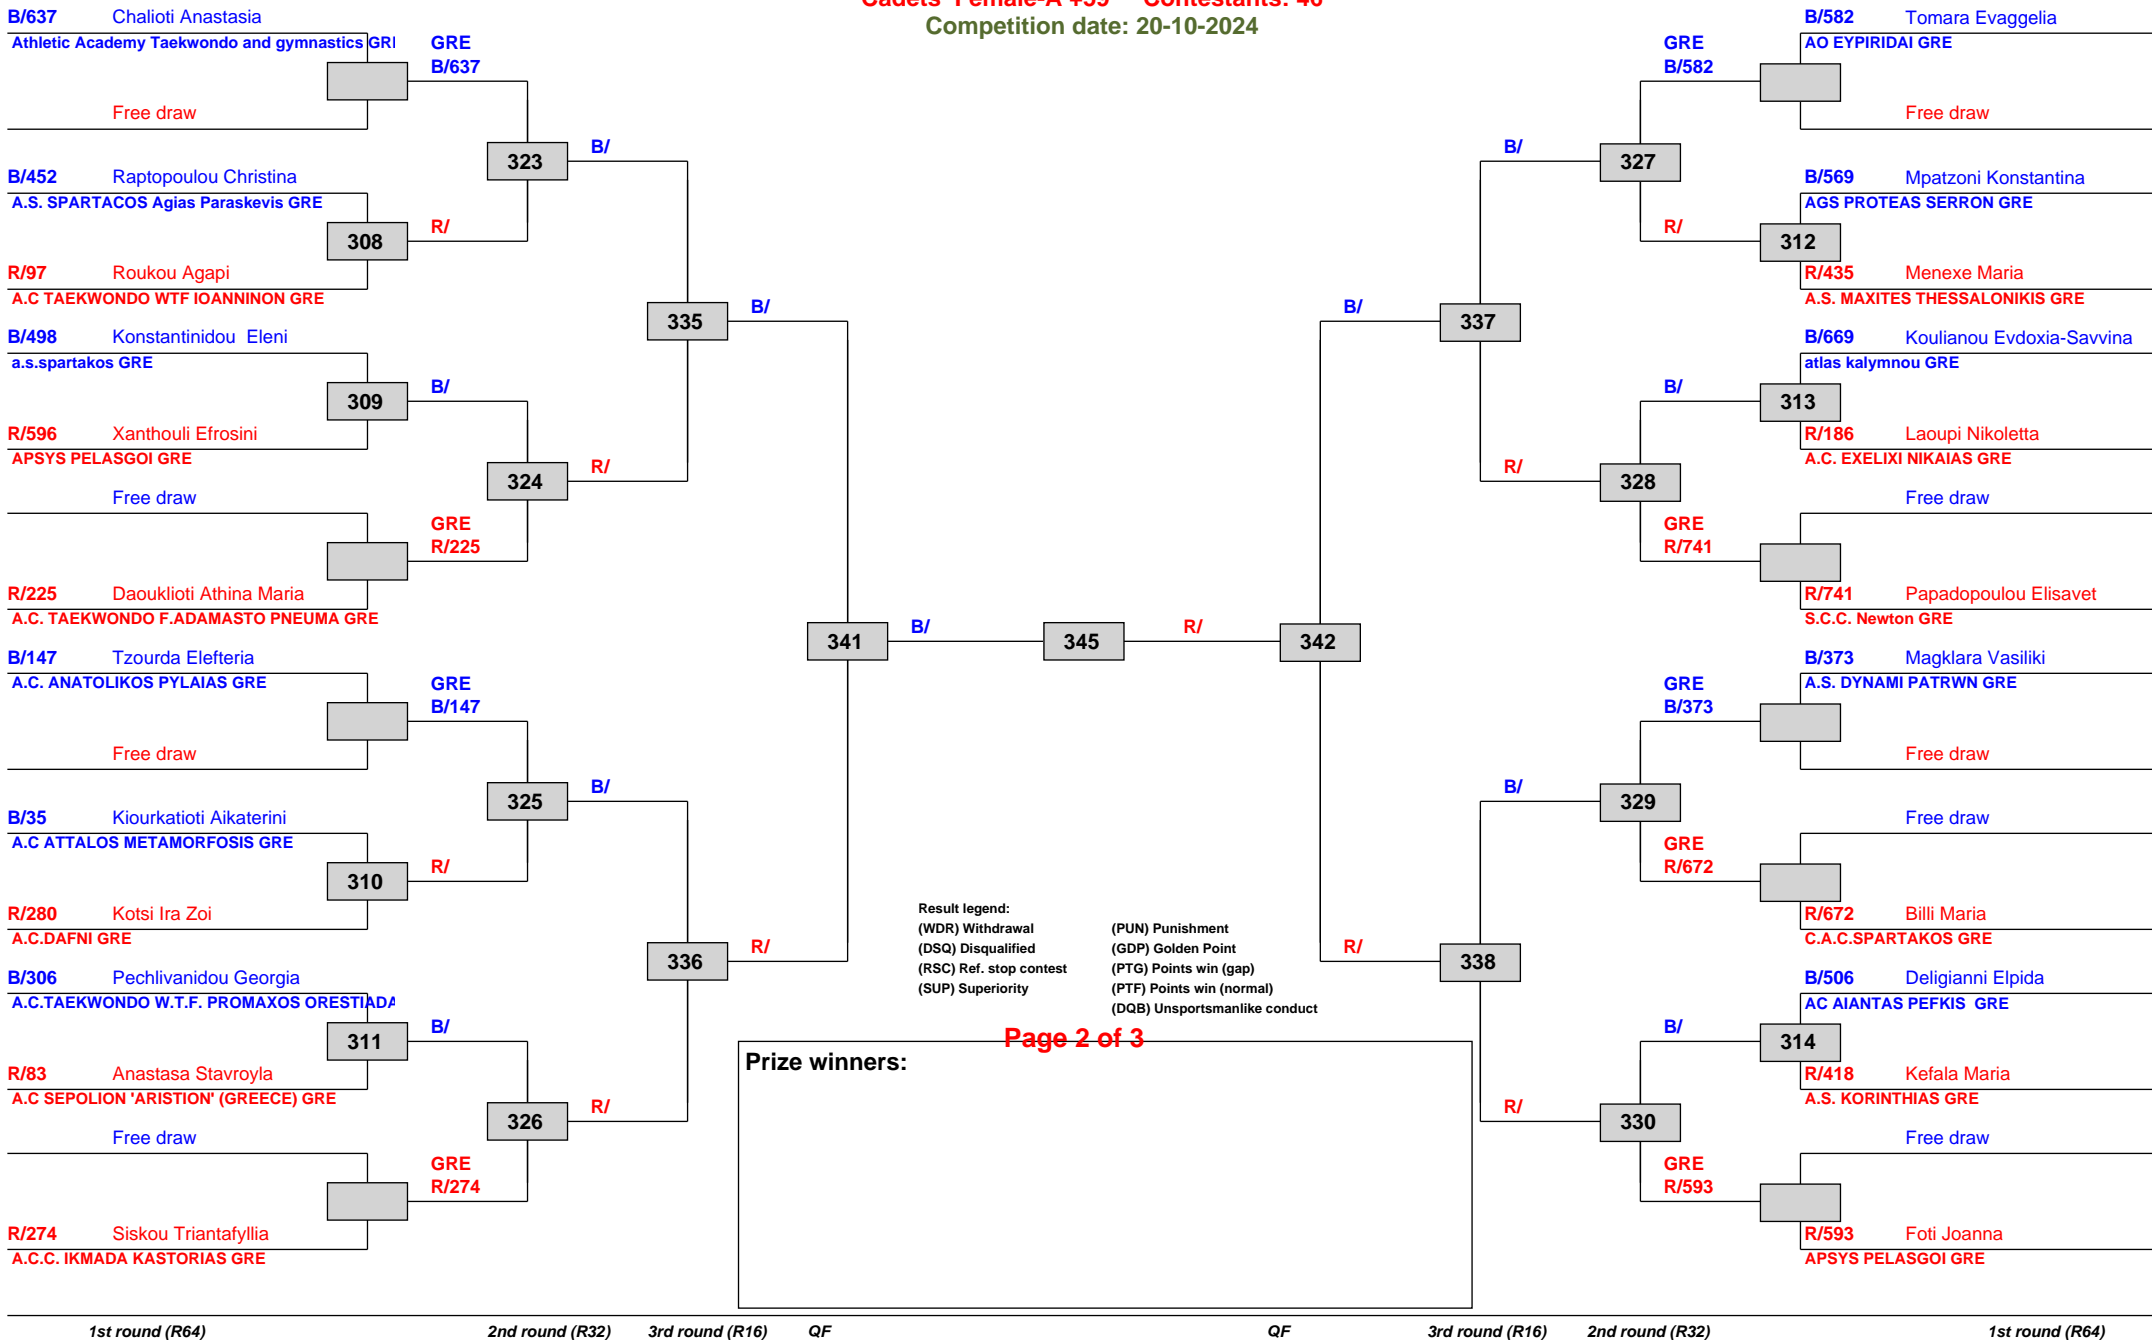 Cadets Female-A +59 Contestants: 46
Competition date: 20-10-2024
B/637 Chalioti Anastasia
Athletic Academy Taekwondo and gymnastics GRE
GRE
B/637
Free draw
323
B/
B/452 Raptopoulou Christina
A.S. SPARTACOS Agias Paraskevis GRE
308
R/
R/97 Roukou Agapi
A.C TAEKWONDO WTF IOANNINON GRE
335
B/
B/498 Konstantinidou Eleni
a.s.spartakos GRE
309
B/
R/596 Xanthouli Efrosini
APSYS PELASGOI GRE
324
R/
Free draw
GRE
R/225
R/225 Daouklioti Athina Maria
A.C. TAEKWONDO F.ADAMASTO PNEUMA GRE
341
B/
345
R/
342
B/147 Tzourda Elefteria
A.C. ANATOLIKOS PYLAIAS GRE
GRE
B/147
Free draw
325
B/
B/35 Kiourkatioti Aikaterini
A.C ATTALOS METAMORFOSIS GRE
310
R/
R/280 Kotsi Ira Zoi
A.C.DAFNI GRE
336
R/
B/306 Pechlivanidou Georgia
A.C.TAEKWONDO W.T.F. PROMAXOS ORESTIADA
311
B/
R/83 Anastasa Stavroyla
A.C SEPOLION 'ARISTION' (GREECE) GRE
326
R/
Free draw
GRE
R/274
R/274 Siskou Triantafyllia
A.C.C. IKMADA KASTORIAS GRE
B/582 Tomara Evaggelia
AO EYPIRIDAI GRE
GRE
B/582
Free draw
B/
327
B/569 Mpatzoni Konstantina
AGS PROTEAS SERRON GRE
R/
312
R/435 Menexe Maria
A.S. MAXITES THESSALONIKIS GRE
B/
337
B/669 Koulianou Evdoxia-Savvina
atlas kalymnou GRE
B/
313
R/186 Laoupi Nikoletta
A.C. EXELIXI NIKAIAS GRE
R/
328
Free draw
GRE
R/741
R/741 Papadopoulou Elisavet
S.C.C. Newton GRE
B/373 Magklara Vasiliki
A.S. DYNAMI PATRWN GRE
GRE
B/373
Free draw
B/
329
Free draw
GRE
R/672
R/672 Billi Maria
C.A.C.SPARTAKOS GRE
R/
338
B/506 Deligianni Elpida
AC AIANTAS PEFKIS GRE
B/
314
R/418 Kefala Maria
A.S. KORINTHIAS GRE
R/
330
Free draw
GRE
R/593
R/593 Foti Joanna
APSYS PELASGOI GRE
Result legend:
(WDR) Withdrawal (PUN) Punishment
(DSQ) Disqualified (GDP) Golden Point
(RSC) Ref. stop contest (PTG) Points win (gap)
(SUP) Superiority (PTF) Points win (normal)
(DQB) Unsportsmanlike conduct
Page 2 of 3
Prize winners:
1st round (R64) 2nd round (R32) 3rd round (R16) QF QF 3rd round (R16) 2nd round (R32) 1st round (R64)